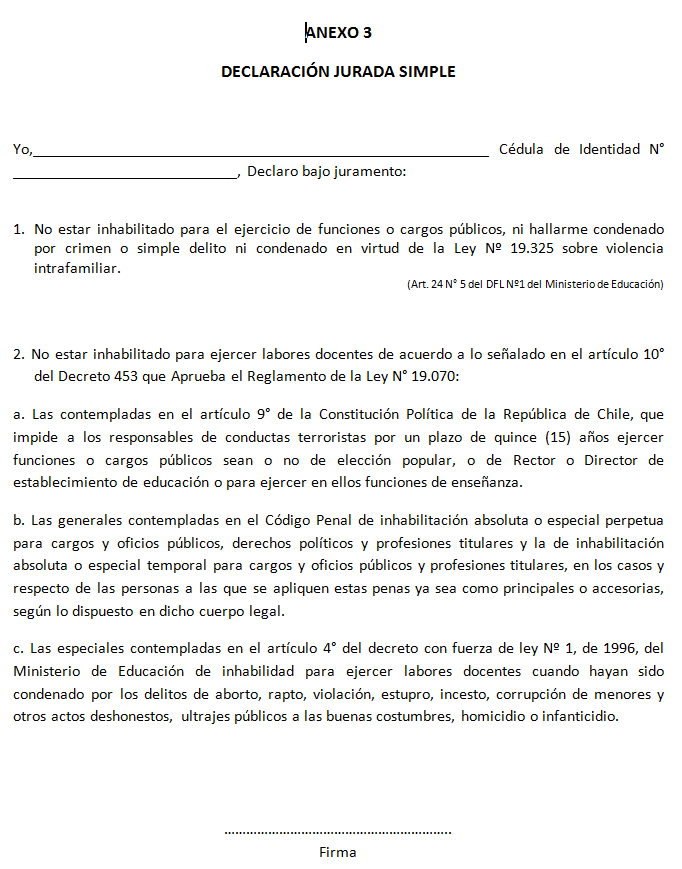 ANEXO 3
DECLARACIÓN JURADA SIMPLE
Yo,_______________________________________________________ Cédula de Identidad N°
___________________________, Declaro bajo juramento:
1. No estar inhabilitado para el ejercicio de funciones o cargos públicos, ni hallarme condenado
por crimen o simple delito ni condenado en virtud de la Ley Nº 19.325 sobre violencia
intrafamiliar.
(Art. 24 N° 5 del DFL Nº1 del Ministerio de Educación)
2. No estar inhabilitado para ejercer labores docentes de acuerdo a lo señalado en el artículo 10°
del Decreto 453 que Aprueba el Reglamento de la Ley N° 19.070:
a. Las contempladas en el artículo 9° de la Constitución Política de la República de Chile, que
impide a los responsables de conductas terroristas por un plazo de quince (15) años ejercer
funciones o cargos públicos sean o no de elección popular, o de Rector o Director de
establecimiento de educación o para ejercer en ellos funciones de enseñanza.
b. Las generales contempladas en el Código Penal de inhabilitación absoluta o especial perpetua
para cargos y oficios públicos, derechos políticos y profesiones titulares y la de inhabilitación
absoluta o especial temporal para cargos y oficios públicos y profesiones titulares, en los casos y
respecto de las personas a las que se apliquen estas penas ya sea como principales o accesorias,
según lo dispuesto en dicho cuerpo legal.
c. Las especiales contempladas en el artículo 4° del decreto con fuerza de ley Nº 1, de 1996, del
Ministerio de Educación de inhabilidad para ejercer labores docentes cuando hayan sido
condenado por los delitos de aborto, rapto, violación, estupro, incesto, corrupción de menores y
otros actos deshonestos, ultrajes públicos a las buenas costumbres, homicidio o infanticidio.
……………………………………………………..
Firma